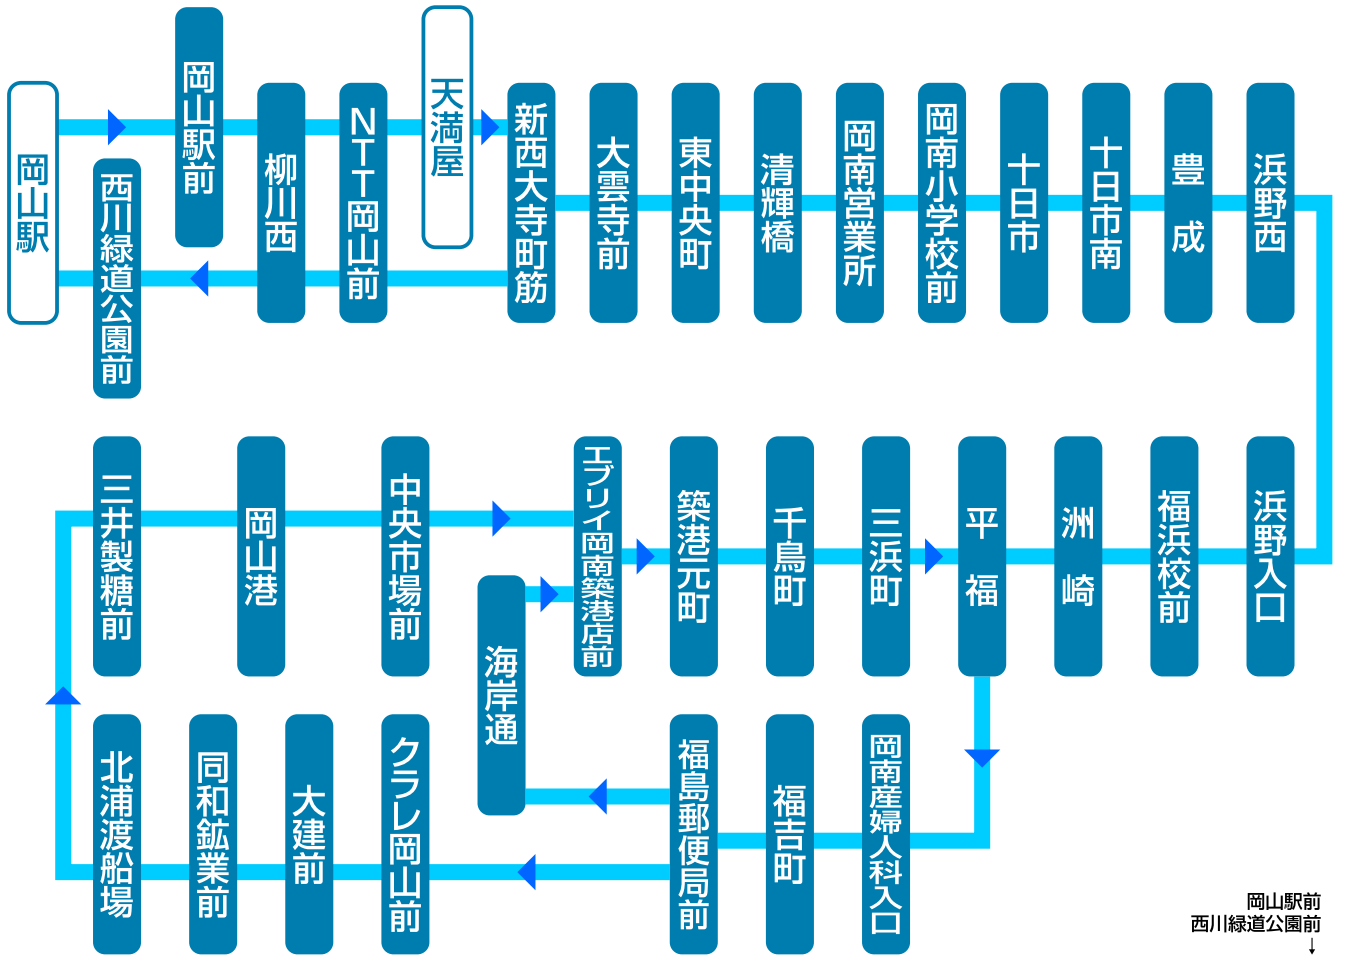 岡山駅
西川緑道公園前
岡山駅前
柳川西
NTT岡山前
天満屋
新西大寺町筋
大雲寺前
東中央町
清輝橋
岡南営業所
岡南小学校前
十日市
十日市南
豊成
浜野西
三井製糖前
岡山港
中央市場前
エブリイ岡南築港店前
築港元町
千鳥町
三浜町
平福
洲崎
福浜校前
浜野入口
海岸通
北浦渡船場
同和鉱業前
大建前
クラレ岡山前
福島郵便局前
福吉町
岡南産婦人科入口
岡山駅前
西川緑道公園前
↓